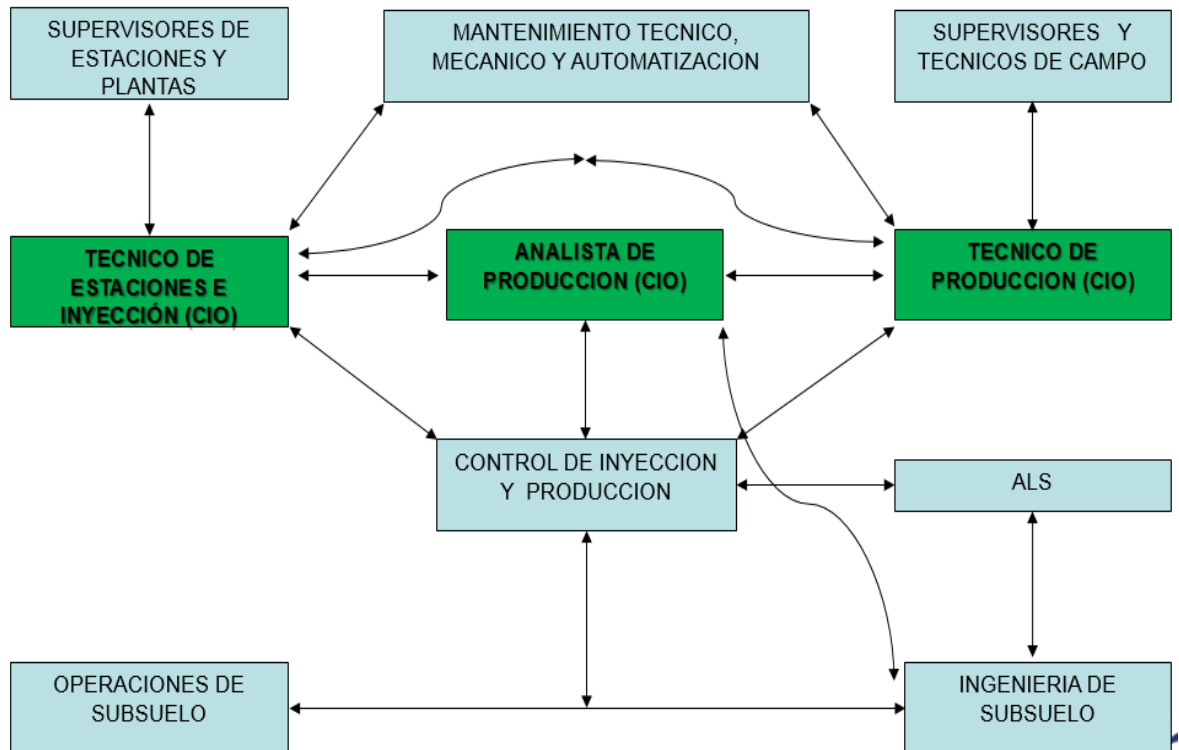 SUPERVISORES DE
ESTACIONES Y
PLANTAS
MANTENIMIENTO TECNICO,
MECANICO Y AUTOMATIZACION
SUPERVISORES Y
TECNICOS DE CAMPO
TECNICO DE
ESTACIONES E
INYECCIÓN (CIO)
ANALISTA DE
PRODUCCION (CIO)
TECNICO DE
PRODUCCION (CIO)
CONTROL DE INYECCION
Y PRODUCCION
ALS
OPERACIONES DE
SUBSUELO
INGENIERIA DE
SUBSUELO